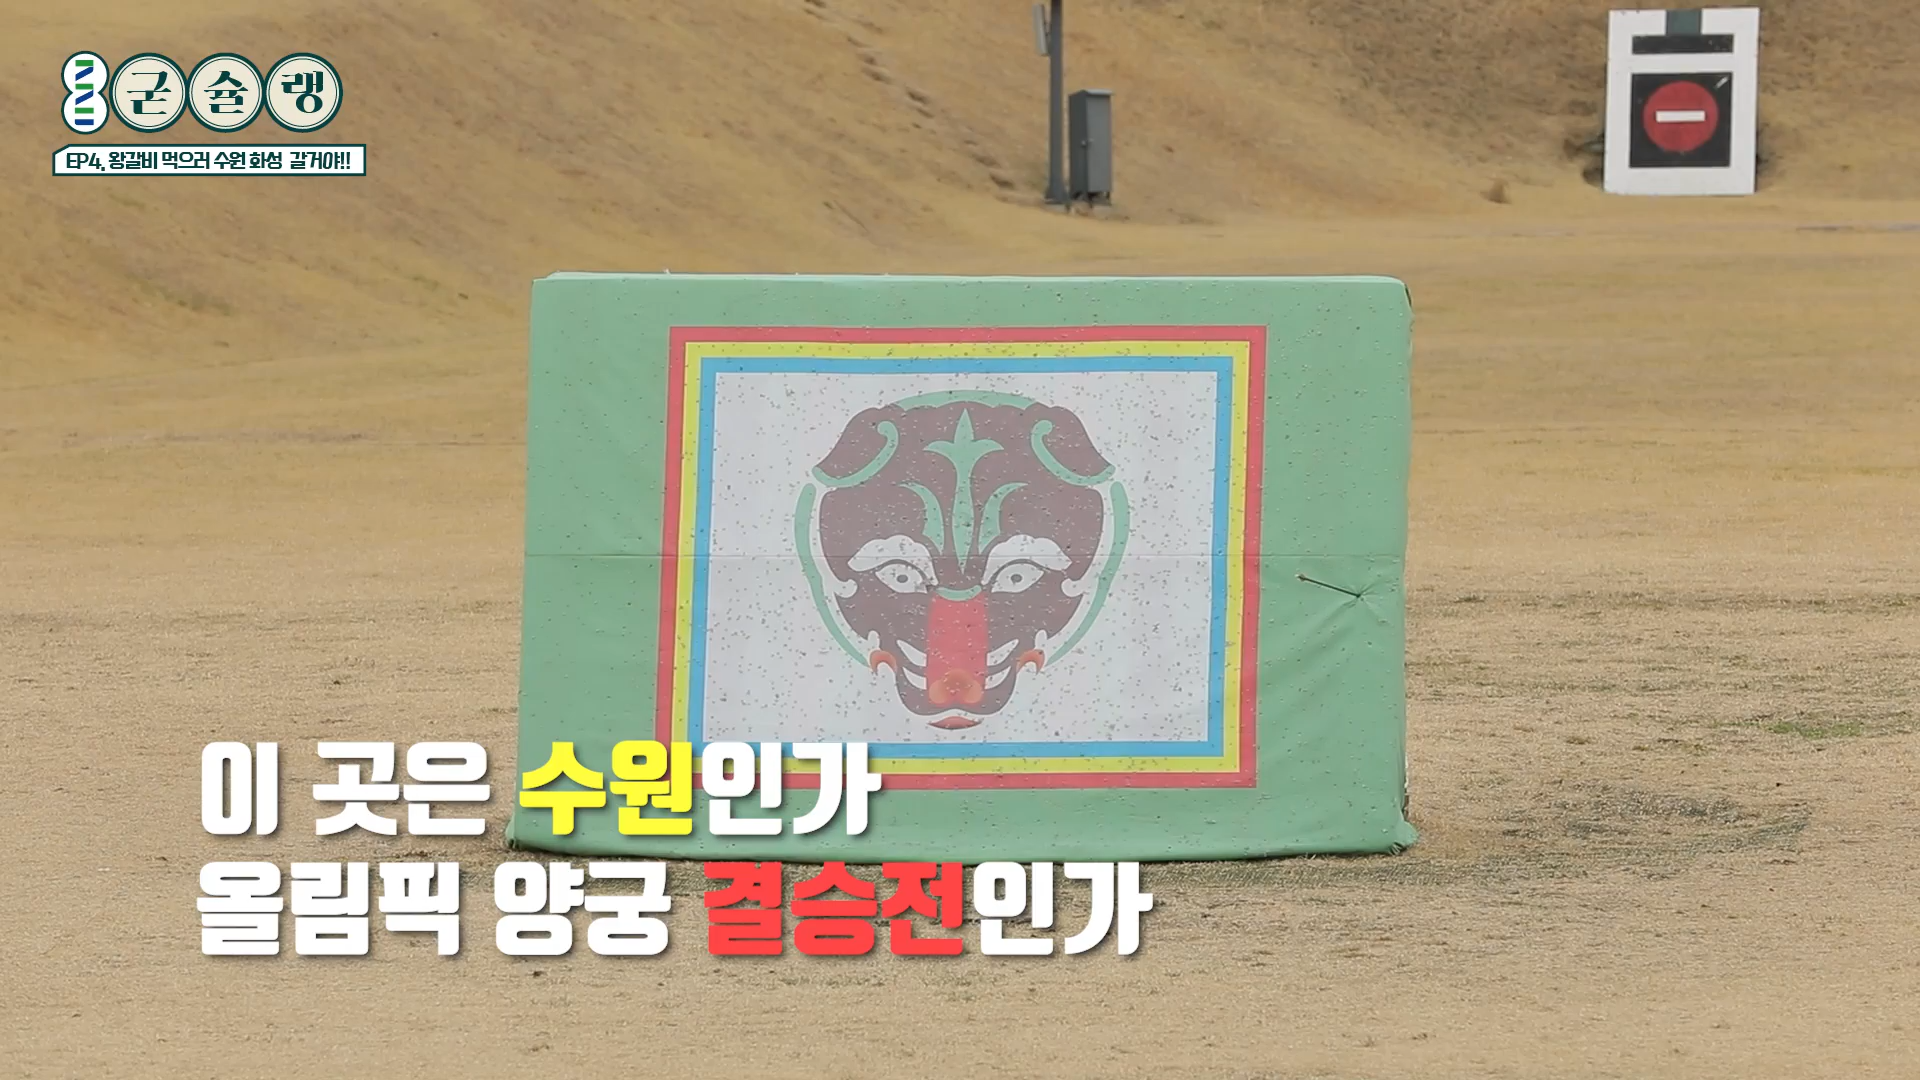 굳슐랭
EP4. 왕갈비 먹으러 수원 화성 갈거야!!
이 곳은 수원인가
올림픽 양궁 결승전인가